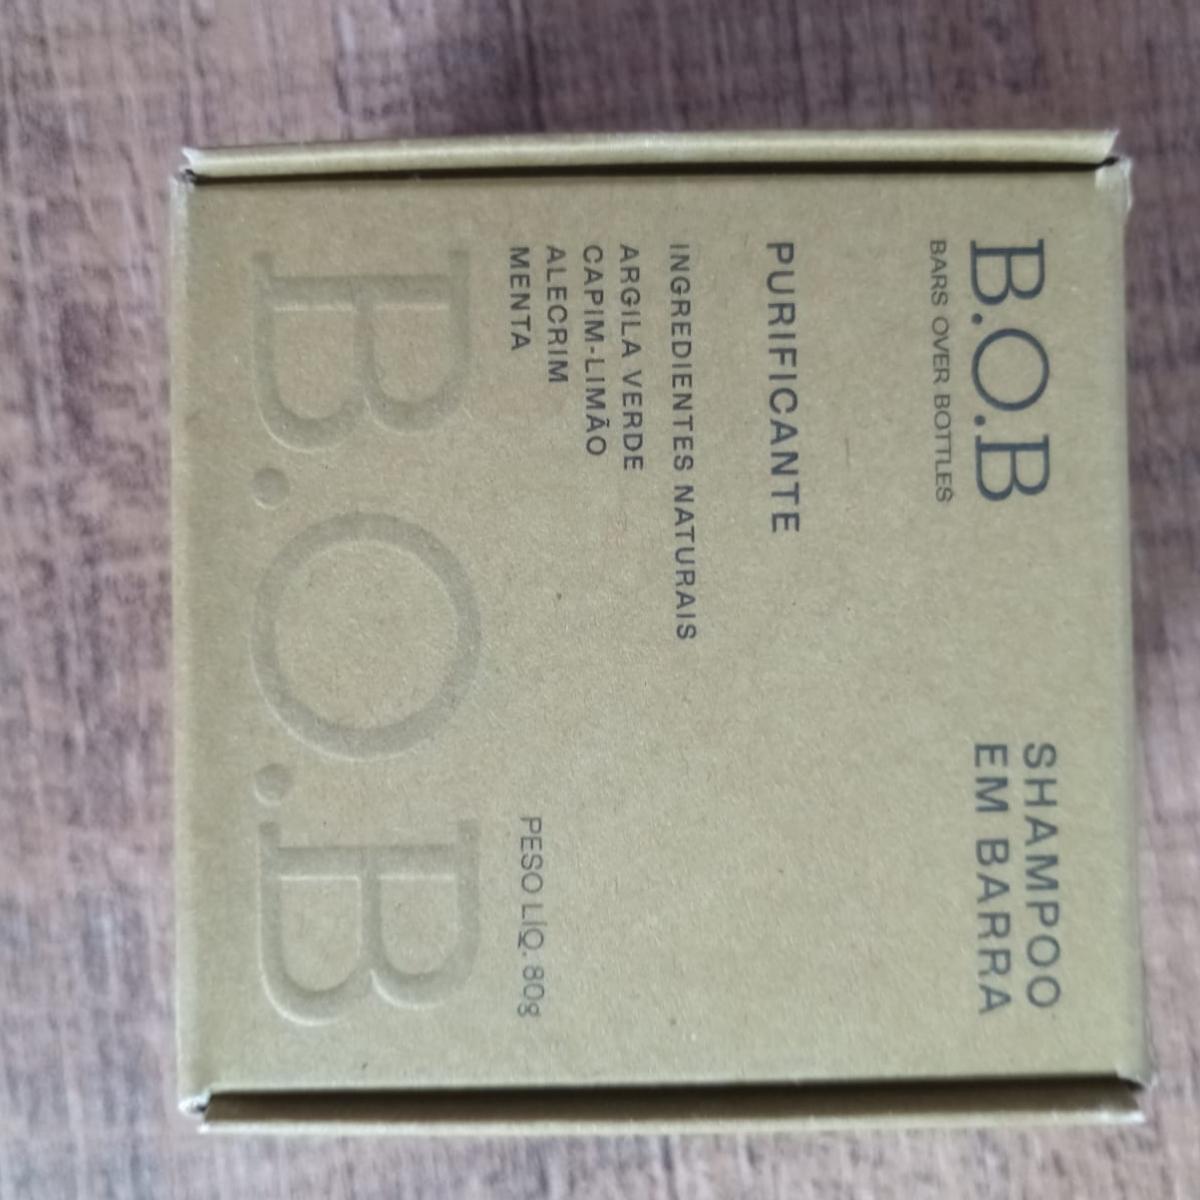 B.O.B
BARS OVER BOTTLES
SHAMPOO
EM BARRA
PURIFICANTE
INGREDIENTES NATURAIS
ARGILA VERDE
CAPIM-LIMÃO
ALECRIM
MENTA
PESO LÍQ. 80g
B.O.B